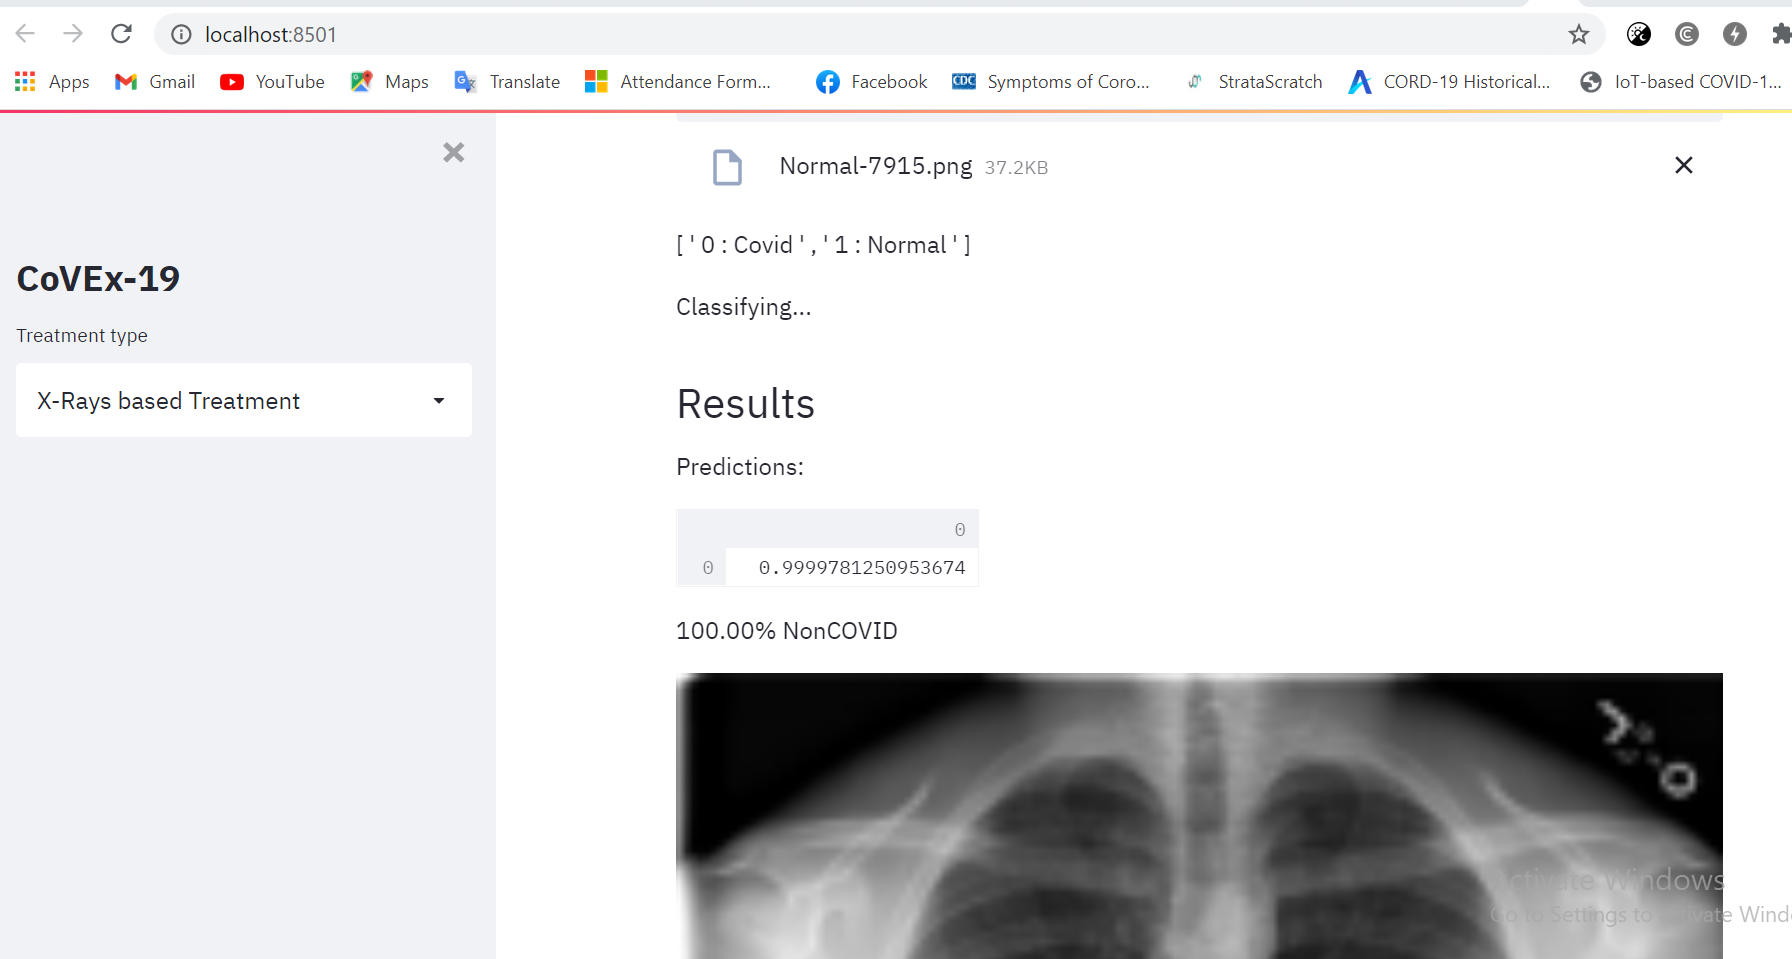 localhost:8501
Apps Gmail YouTube Maps Translate Attendance Form... Facebook CDC Symptoms of Coro... StrataScratch CORD-19 Historical... IoT-based COVID-1...
Normal-7915.png 37.2KB
['0 : Covid ' , ' 1 : Normal ' ]
Classifying...
CoVEx-19
Treatment type
X-Rays based Treatment
Results
Predictions:
0
0 0.9999781250953674
100.00% NonCOVID
Activate Windows
Go to Settings to activate Wind